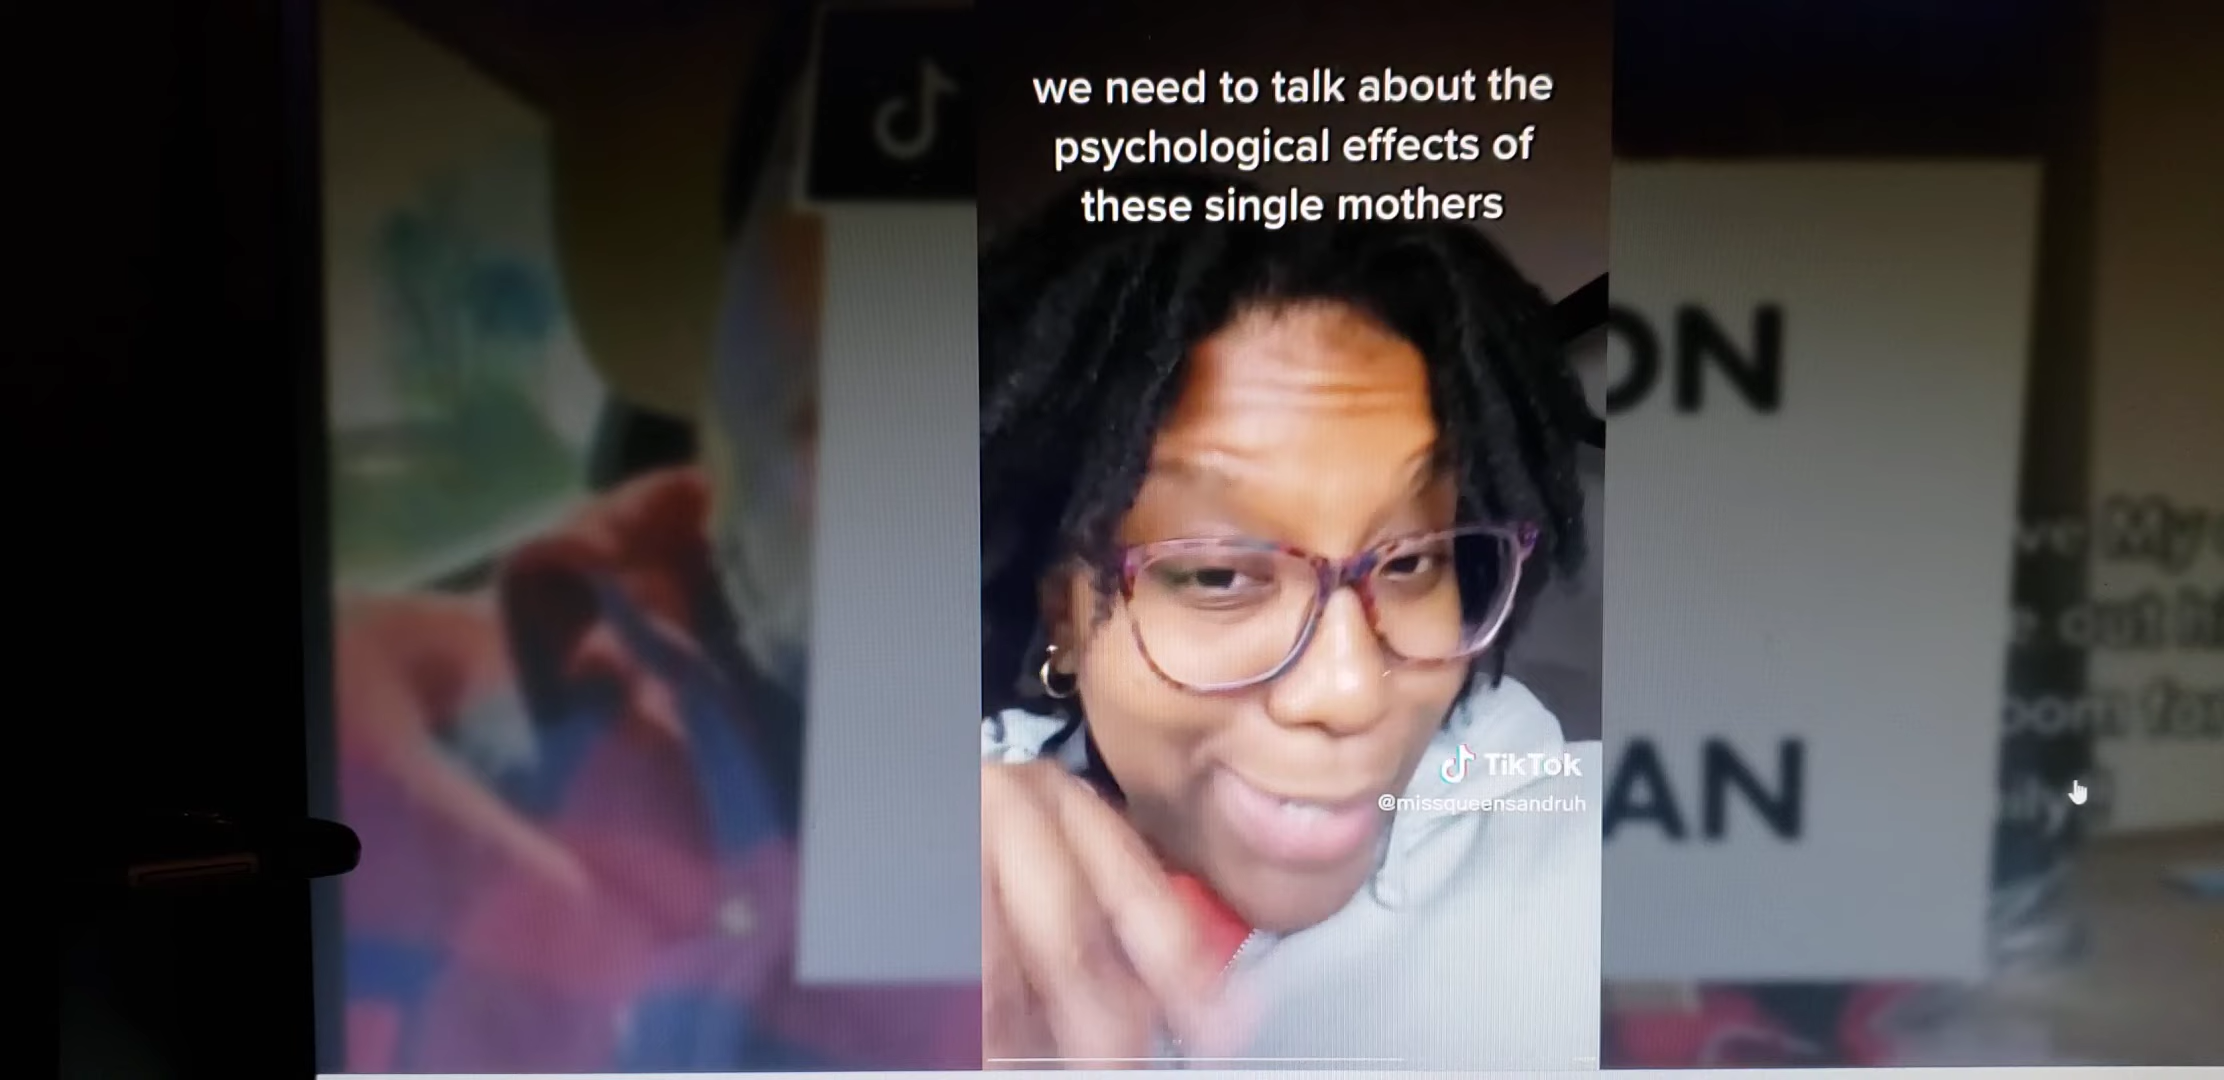 we need to talk about the
psychological effects of
these single mothers
ON
AN
TikTok
@missqueensandruh